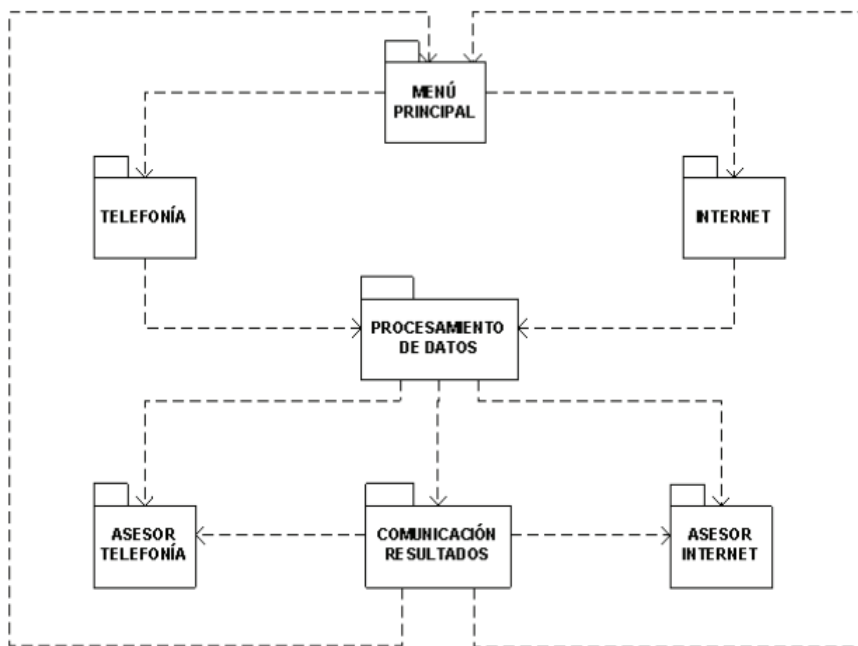 MENÚ
PRINCIPAL
TELEFONÍA
INTERNET
PROCESAMIENTO
DE DATOS
ASESOR
TELEFONÍA
COMUNICACIÓN
RESULTADOS
ASESOR
INTERNET